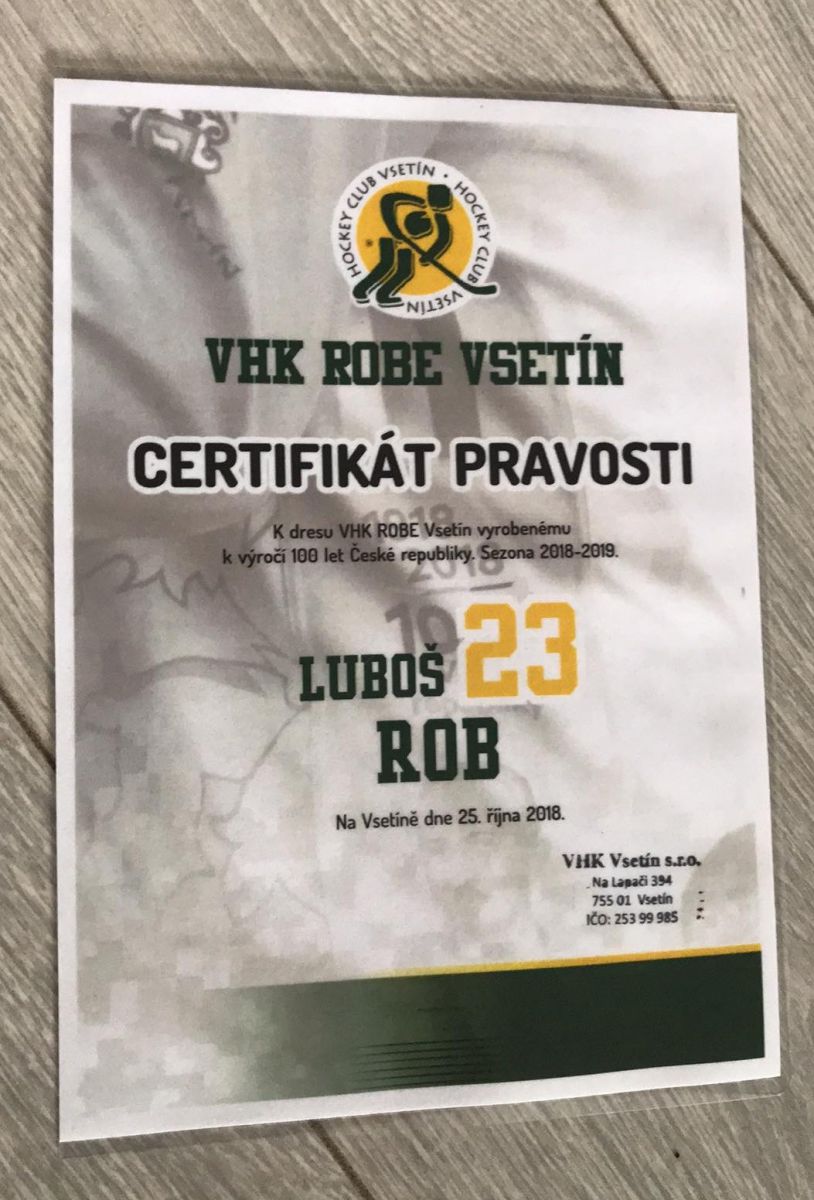 HOCKEY CLUB VSETÍN · HOCKEY CLUB VSETÍN
®
VHK ROBE VSETÍN
CERTIFIKÁT PRAVOSTI
K dresu VHK ROBE Vsetín vyrobenému
k výročí 100 let České republiky. Sezona 2018-2019.
1918
2018
LUBOŠ 23
ROB
Na Vsetíně dne 25. října 2018.
VHK Vsetín s.r.o.
Na Lapači 394
755 01 Vsetín
IČO: 253 99 985